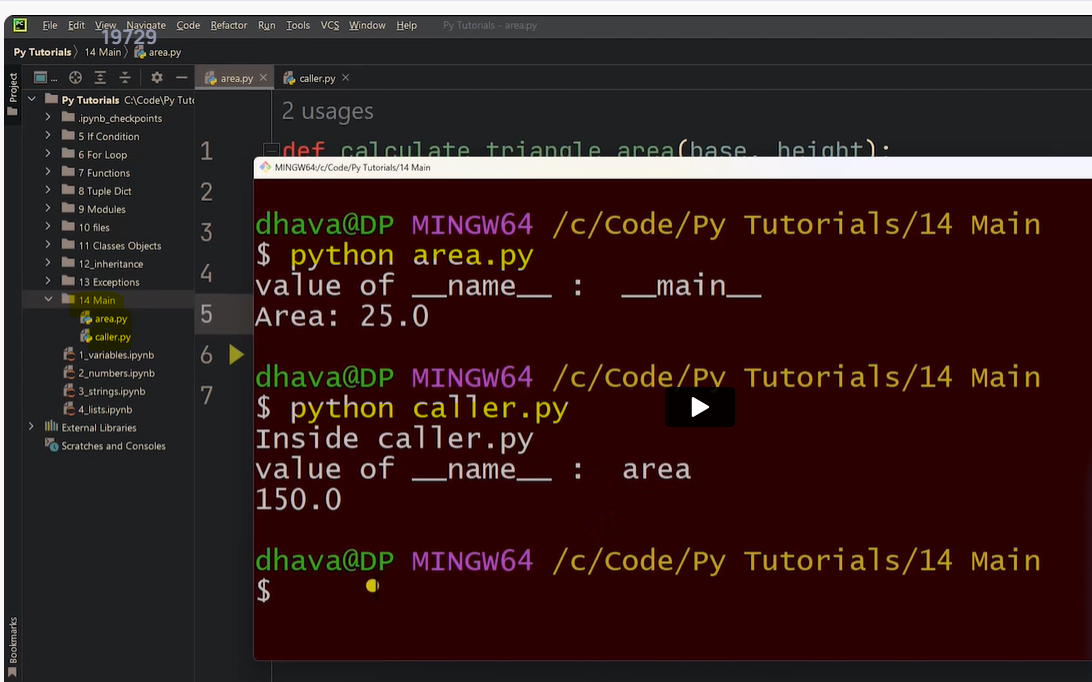 File Edit View Navigate Code Refactor Run Tools VCS Window Help Py Tutorials - area.py
19729
Py Tutorials 〉 14 Main 〉 area.py
Project
... area.py × caller.py ×
Py Tutorials C:\Code\Py Tuto
.ipynb_checkpoints
5 If Condition
6 For Loop
7 Functions
8 Tuple Dict
9 Modules
10 files
11 Classes Objects
12_inheritance
13 Exceptions
14 Main
area.py
caller.py
1_variables.ipynb
2_numbers.ipynb
3_strings.ipynb
4_lists.ipynb
External Libraries
Scratches and Consoles
Bookmarks
2 usages
1 def calculate_triangle_area(base, height):
2
3
4
5
6
7
MINGW64:/c/Code/Py Tutorials/14 Main
dhava@DP MINGW64 /c/Code/Py Tutorials/14 Main
$ python area.py
value of __name__ :  __main__
Area: 25.0
dhava@DP MINGW64 /c/Code/Py Tutorials/14 Main
$ python caller.py
Inside caller.py
value of __name__ :  area
150.0
dhava@DP MINGW64 /c/Code/Py Tutorials/14 Main
$